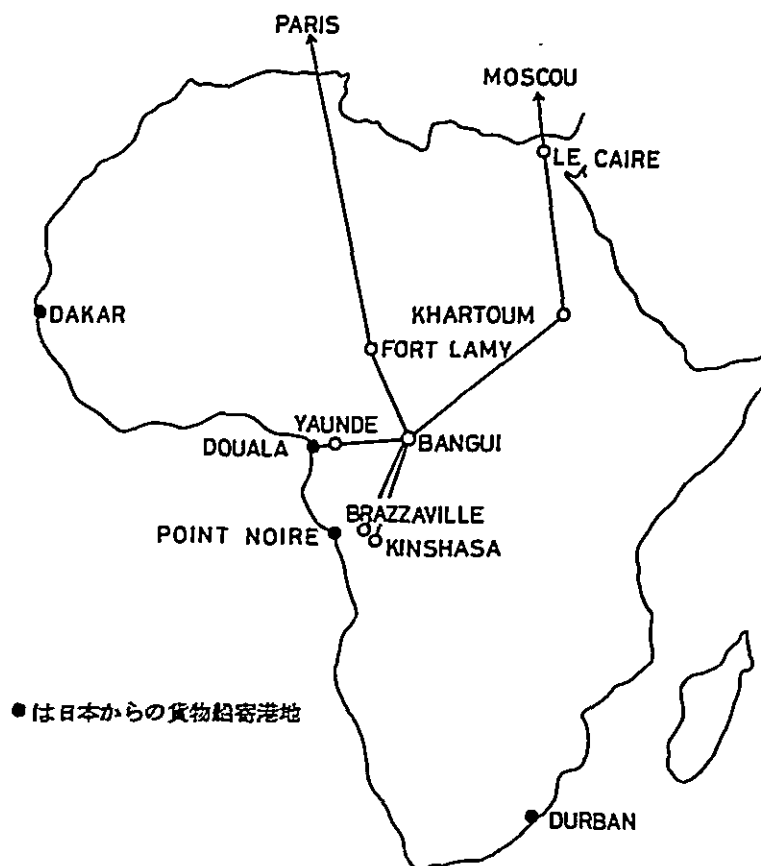 PARIS
MOSCOU
LE CAIRE
DAKAR
KHARTOUM
FORT LAMY
YAUNDE
DOUALA
BANGUI
BRAZZAVILLE
POINT NOIRE
KINSHASA
●は日本からの貨物船寄港地
DURBAN